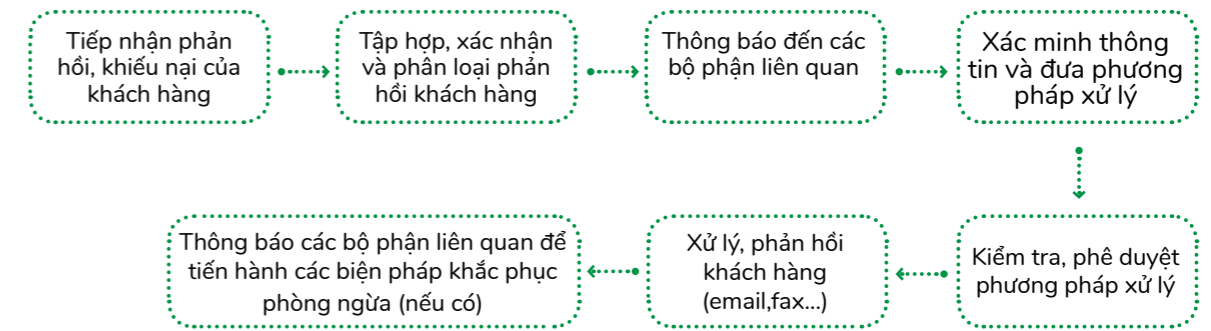 Tiếp nhận phản
hồi, khiếu nại của
khách hàng
Tập hợp, xác nhận
và phân loại phản
hồi khách hàng
Thông báo đến các
bộ phận liên quan
Xác minh thông
tin và đưa phương
pháp xử lý
Kiểm tra, phê duyệt
phương pháp xử lý
Xử lý, phản hồi
khách hàng
(email,fax...)
Thông báo các bộ phận liên quan để
tiến hành các biện pháp khắc phục
phòng ngừa (nếu có)